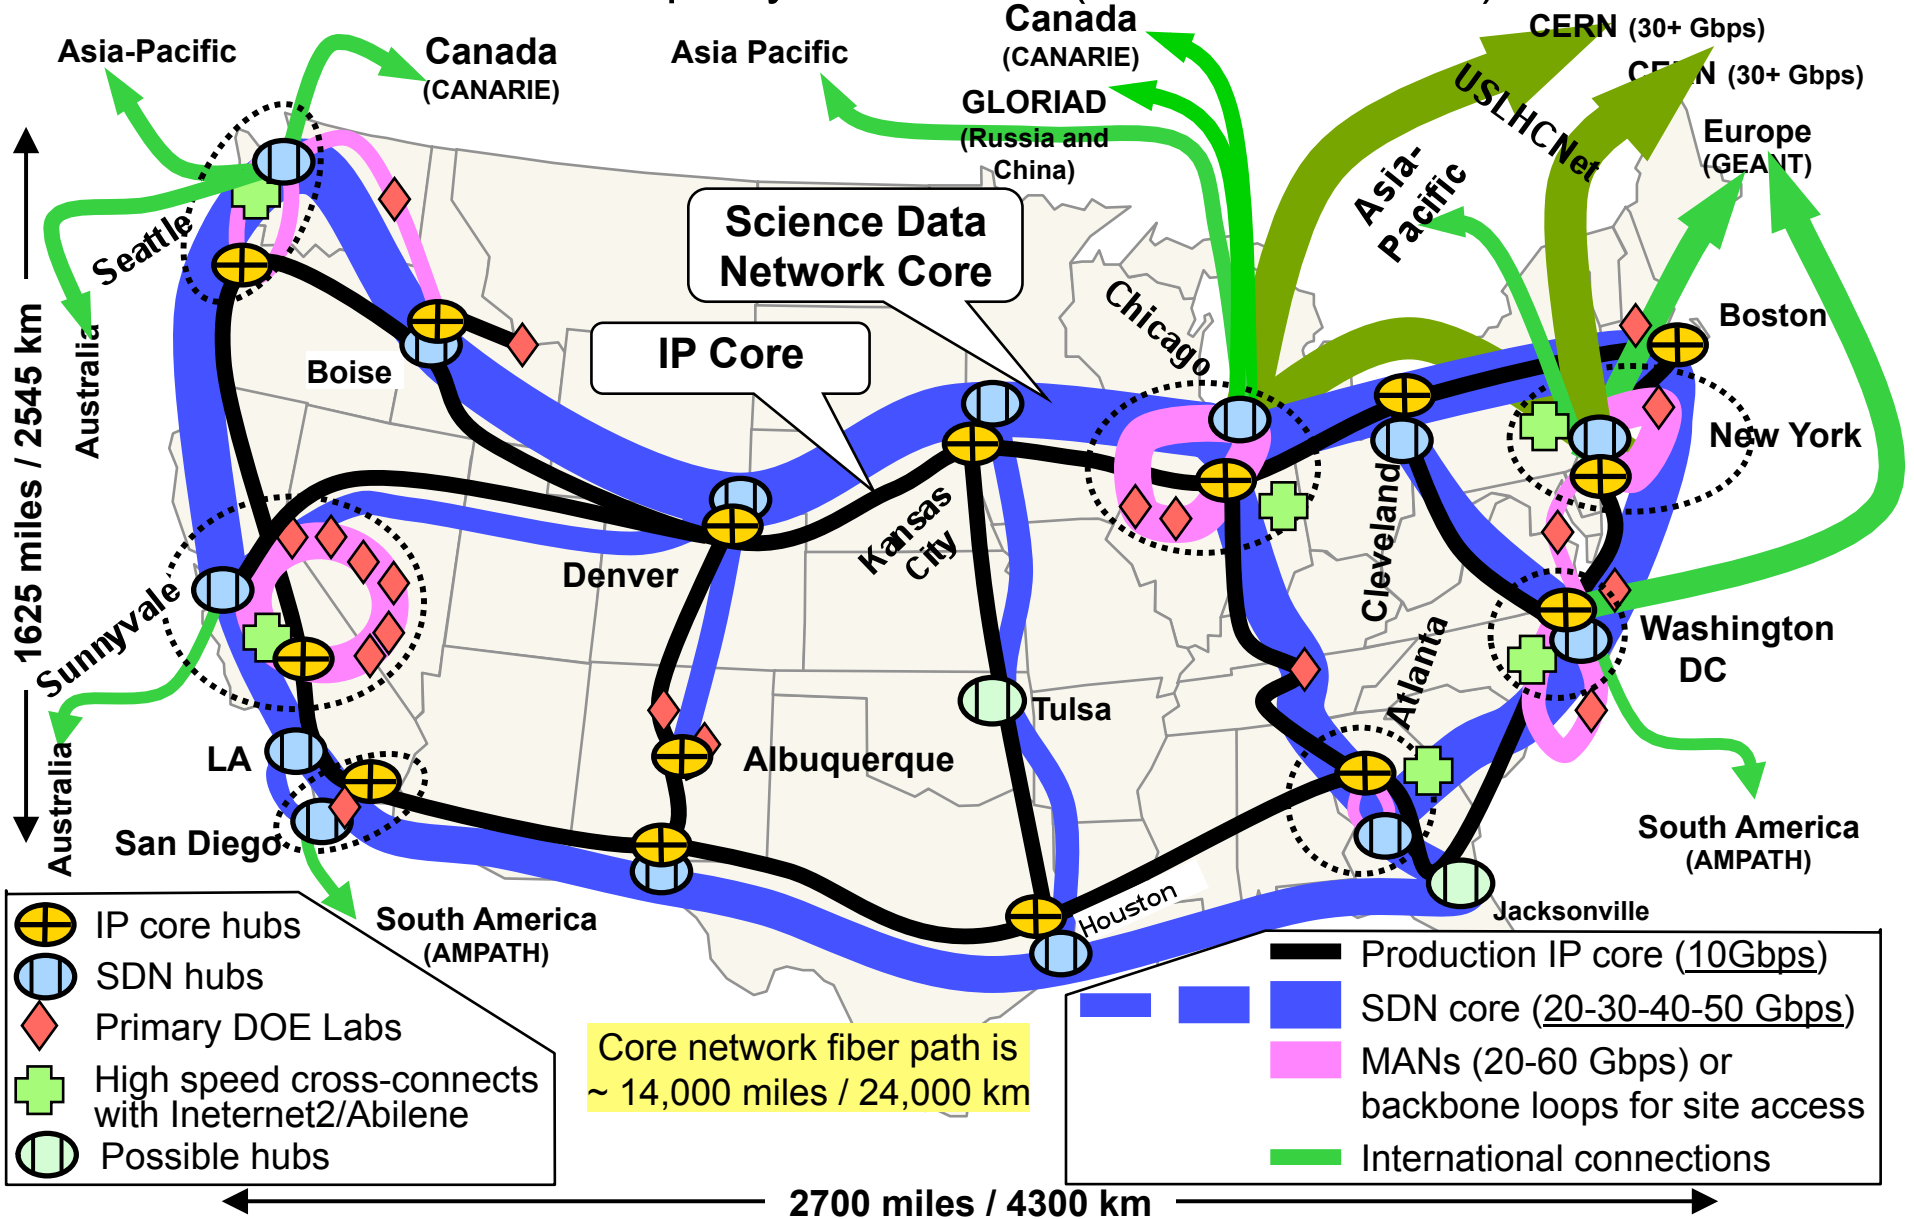 Asia-Pacific
Canada
(CANARIE)
Asia Pacific
Canada
(CANARIE)
GLORIAD
(Russia and
China)
CERN (30+ Gbps)
CERN (30+ Gbps)
USLHCNet
Asia-
Pacific
Europe
(GEANT)
1625 miles / 2545 km
Seattle
Australia
Boise
Science Data
Network Core
IP Core
Chicago
Boston
New York
Cleveland
Kansas
City
Denver
Sunnyvale
Australia
LA
San Diego
Albuquerque
Tulsa
Atlanta
Washington
DC
South America
(AMPATH)
South America
(AMPATH)
Houston
Jacksonville
IP core hubs
SDN hubs
Primary DOE Labs
High speed cross-connects
with Ineternet2/Abilene
Possible hubs
Core network fiber path is
~ 14,000 miles / 24,000 km
Production IP core (10Gbps)
SDN core (20-30-40-50 Gbps)
MANs (20-60 Gbps) or
backbone loops for site access
International connections
2700 miles / 4300 km